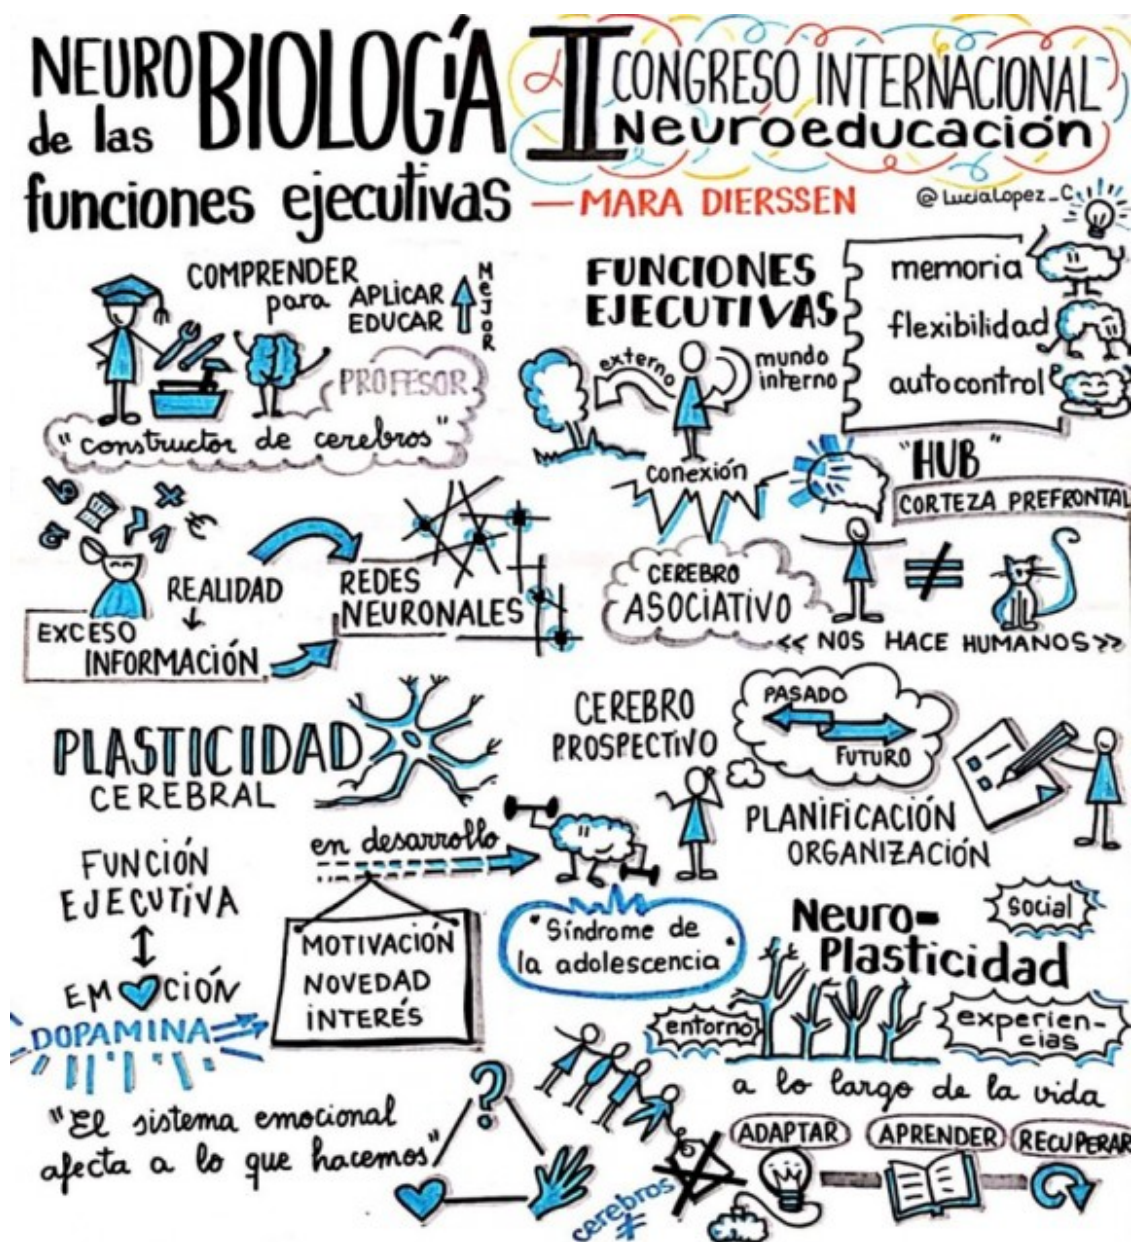 NEUROBIOLOGÍA
de las
funciones ejecutivas
II CONGRESO INTERNACIONAL
Neuroeducación
— MARA DIERSSEN
@LuciaLopez_C
COMPRENDER
para APLICAR
EDUCAR
MEJOR
PROFESOR
"constructor de cerebros"
FUNCIONES
EJECUTIVAS
memoria
flexibilidad
autocontrol
externo
mundo
interno
conexión
"HUB"
CORTEZA PREFRONTAL
CEREBRO
ASOCIATIVO
<< NOS HACE HUMANOS >>
REALIDAD
EXCESO
INFORMACIÓN
REDES
NEURONALES
PLASTICIDAD
CEREBRAL
en desarrollo
FUNCIÓN
EJECUTIVA
EMOCIÓN
DOPAMINA
MOTIVACIÓN
NOVEDAD
INTERÉS
"El sistema emocional
afecta a lo que hacemos"
?
CEREBRO
PROSPECTIVO
PASADO
FUTURO
PLANIFICACIÓN
ORGANIZACIÓN
"Síndrome de
la adolescencia"
Neuro-
Plasticidad
social
entorno
experien-
cias
a lo largo de la vida
ADAPTAR
APRENDER
RECUPERAR
cerebros
≠